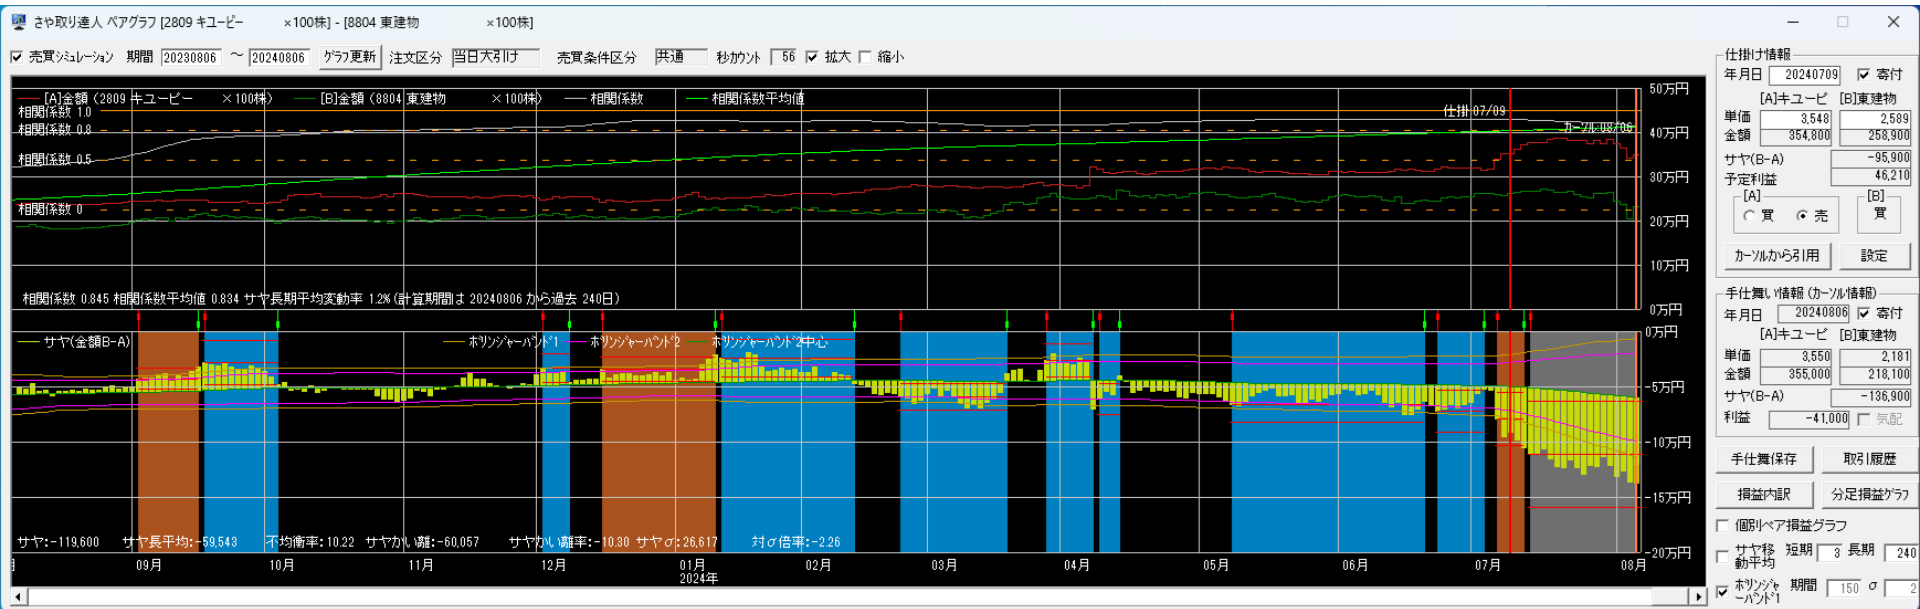 さや取り達人 ペアグラフ [2809 キユーピー ×100株] - [8804 東建物 ×100株]
売買シミュレーション 期間 20230806 ～ 20240806 グラフ更新 注文区分 当日大引け 売買条件区分 共通 秒カウント 56 拡大 縮小
[A]金額 (2809 キユーピー ×100株) [B]金額 (8804 東建物 ×100株) 相関係数 相関係数平均値
相関係数 1.0
相関係数 0.8
相関係数 0.5
相関係数 0
仕掛 07/09
カーソル 08/06
50万円
40万円
30万円
20万円
10万円
0万円
相関係数 0.845 相関係数平均値 0.834 サヤ長期平均変動率 1.2% (計算期間は 20240806 から過去 240日)
サヤ(金額B-A) ボリンジャーバンド1 ボリンジャーバンド2 ボリンジャーバンド2中心
0万円
-5万円
-10万円
-15万円
-20万円
サヤ:-119,600 サヤ長平均:-59,543 不均衡率:10.22 サヤかい離:-60,057 サヤかい離率:-10.30 サヤσ:26,617 対σ倍率:-2.26
09月 10月 11月 12月 01月 02月 03月 04月 05月 06月 07月 08月
2024年
仕掛け情報
年月日 20240709 寄付
[A]キユーピ [B]東建物
単価 3,548 2,589
金額 354,800 258,900
サヤ(B-A) -95,900
予定利益 46,210
[A] [B]
買 売 買
カーソルから引用 設定
手仕舞い情報 (カーソル情報)
年月日 20240806 寄付
[A]キユーピ [B]東建物
単価 3,550 2,181
金額 355,000 218,100
サヤ(B-A) -136,900
利益 -41,000 気配
手仕舞保存 取引履歴
損益内訳 分足損益グラフ
個別ペア損益グラフ
サヤ移動平均 短期 3 長期 240
ボリンジャーバンド1 期間 150 σ 2